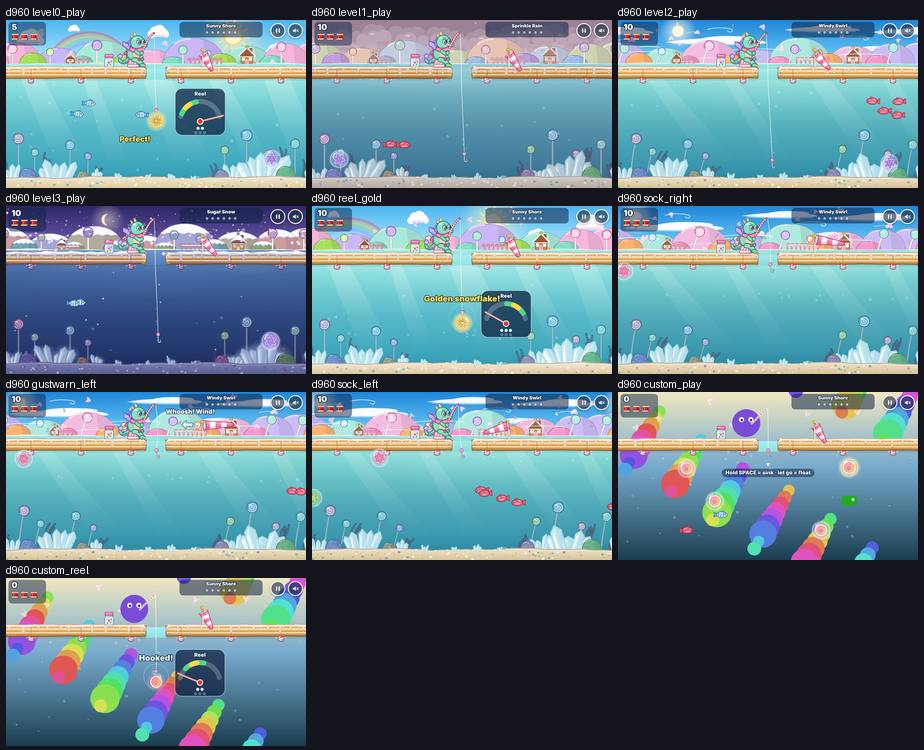 d960 level0_play
d960 level1_play
d960 level2_play
5
Sunny Shore
Reel
Perfect!
10
Sprinkle Rain
10
Windy Swirl
d960 level3_play
d960 reel_gold
d960 sock_right
10
Sugar Snow
10
Sunny Shore
Golden snowflake!
Reel
10
Windy Swirl
d960 gustwarn_left
d960 sock_left
d960 custom_play
10
Windy Swirl
Whoosh! Wind!
10
Windy Swirl
0
Sunny Shore
Hold SPACE = sink · let go = float
d960 custom_reel
0
Sunny Shore
Hooked!
Reel